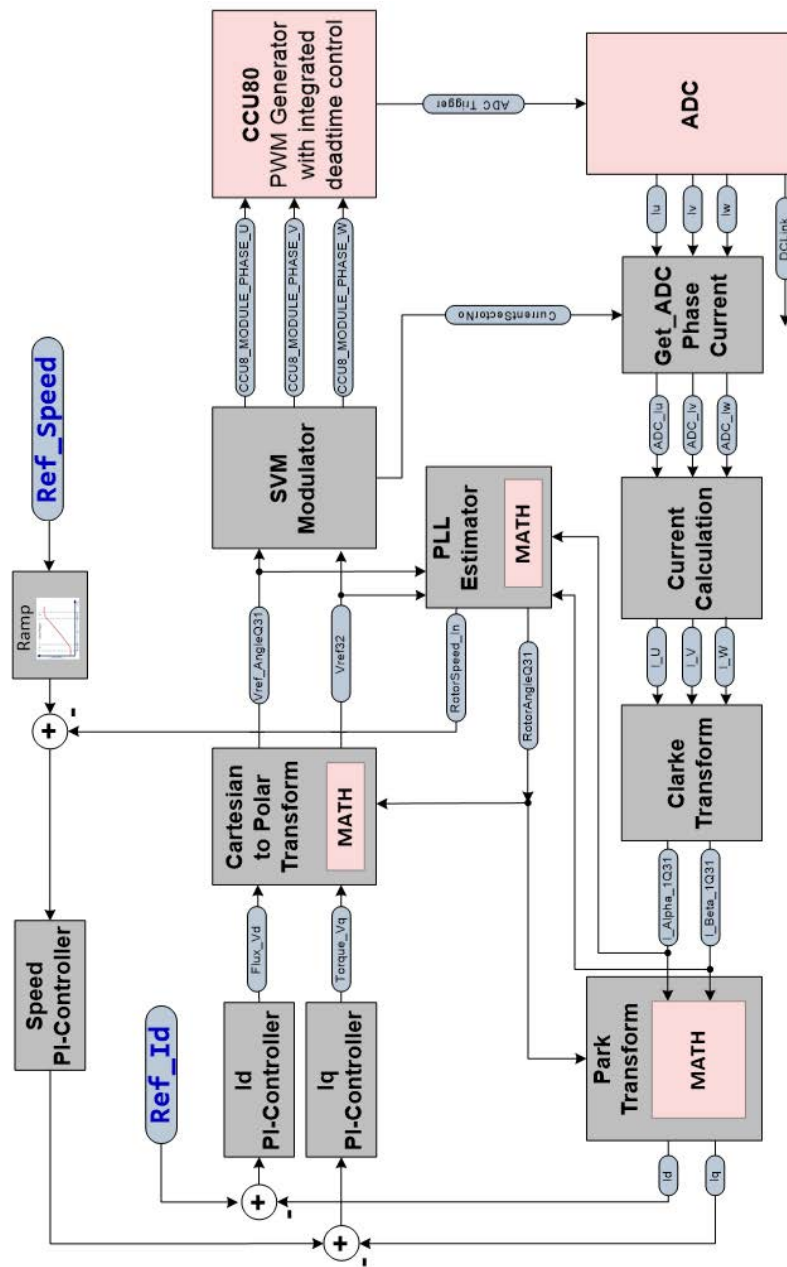 Ref_Speed
Ramp
-
+
Speed
PI-Controller
Ref_Id
+
-
Id
PI-Controller
Flux_Vd
+
-
Iq
PI-Controller
Torque_Vq
Cartesian
to Polar
Transform
MATH
Vref_AngleQ31
Vref32
SVM
Modulator
CCU8_MODULE_PHASE_U
CCU8_MODULE_PHASE_V
CCU8_MODULE_PHASE_W
CCU80
PWM Generator
with integrated
deadtime control
RotorSpeed_In
RotorAngleQ31
PLL
Estimator
MATH
CurrentSectorNo
ADC Trigger
Park
Transform
MATH
Id
Iq
I_Alpha_1Q31
I_Beta_1Q31
Clarke
Transform
I_U
I_V
I_W
Current
Calculation
ADC_Iu
ADC_Iv
ADC_Iw
Get_ADC
Phase
Current
Iu
Iv
Iw
ADC
DCLink